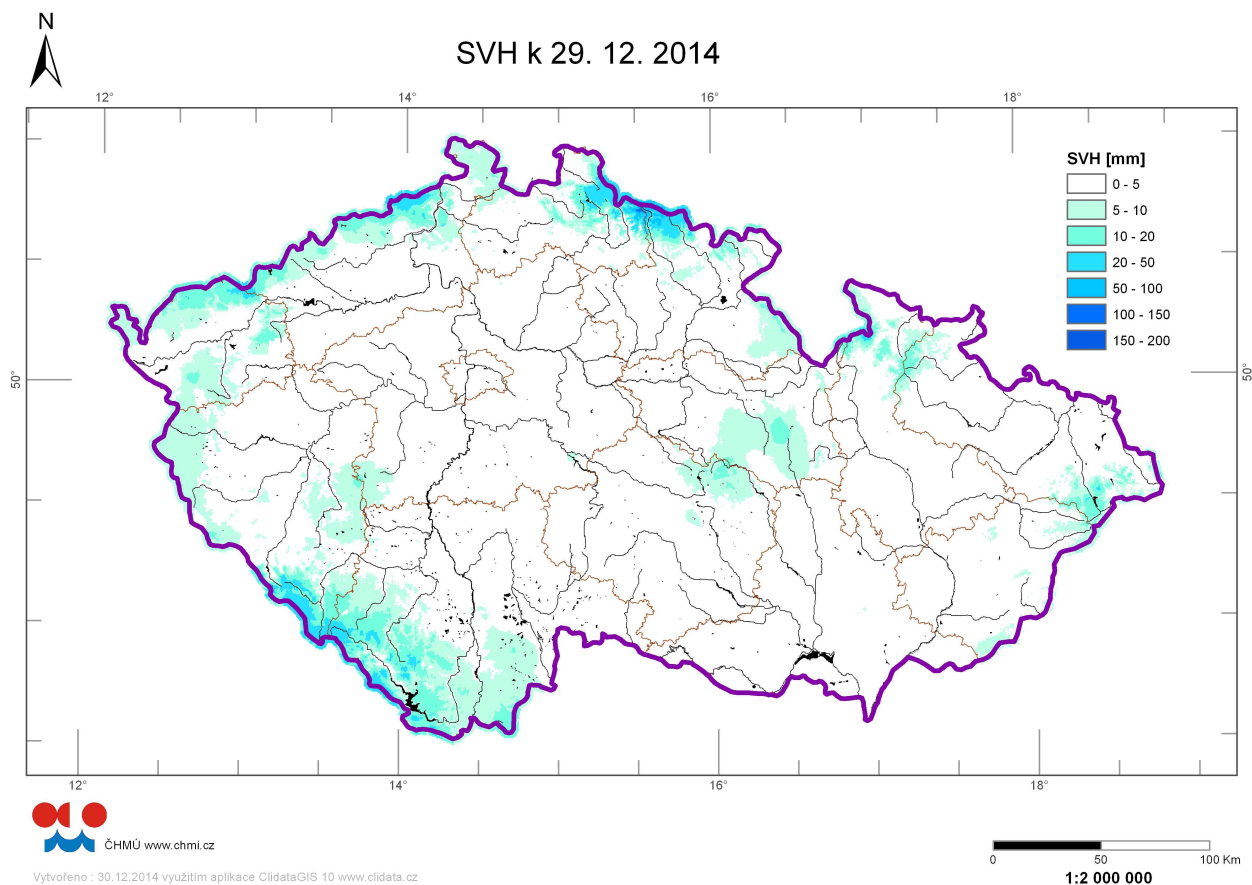 N
SVH k 29. 12. 2014
12° 14° 16° 18°
SVH [mm]
0 - 5
5 - 10
10 - 20
20 - 50
50 - 100
100 - 150
150 - 200
50° 50°
12° 14° 16° 18°
ČHMÚ www.chmi.cz
0 50 100 Km
1:2 000 000
Vytvořeno : 30.12.2014 využitím aplikace ClidataGIS 10 www.clidata.cz